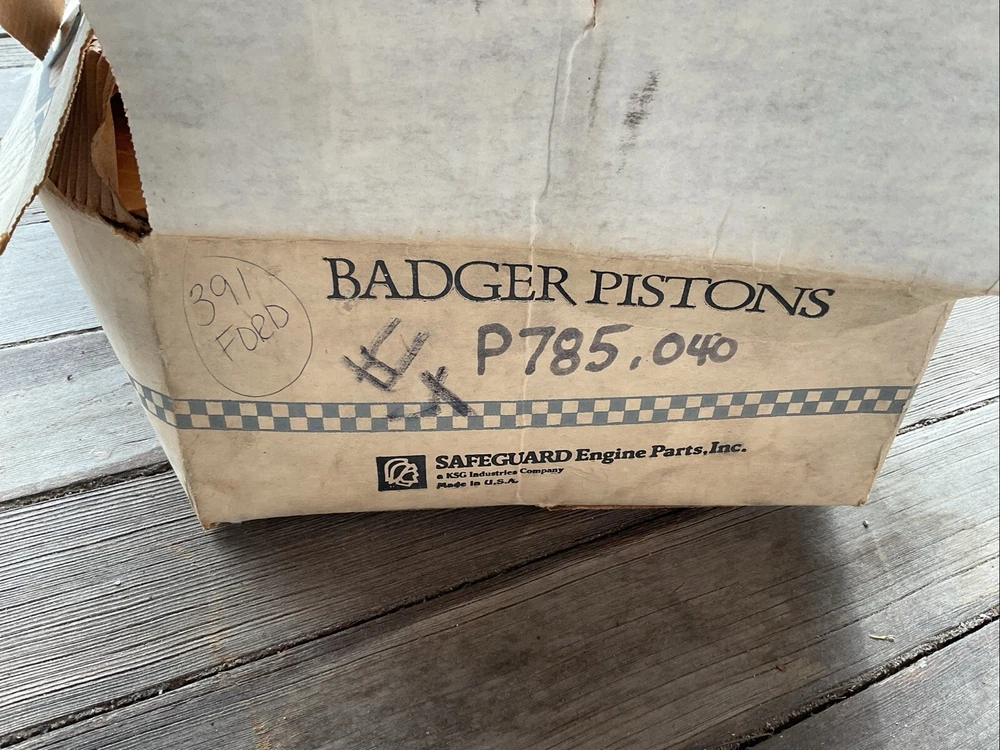 391
FORD
BADGER PISTONS
P785.040
SAFEGUARD Engine Parts, Inc.
a KSG Industries Company
Made in U.S.A.